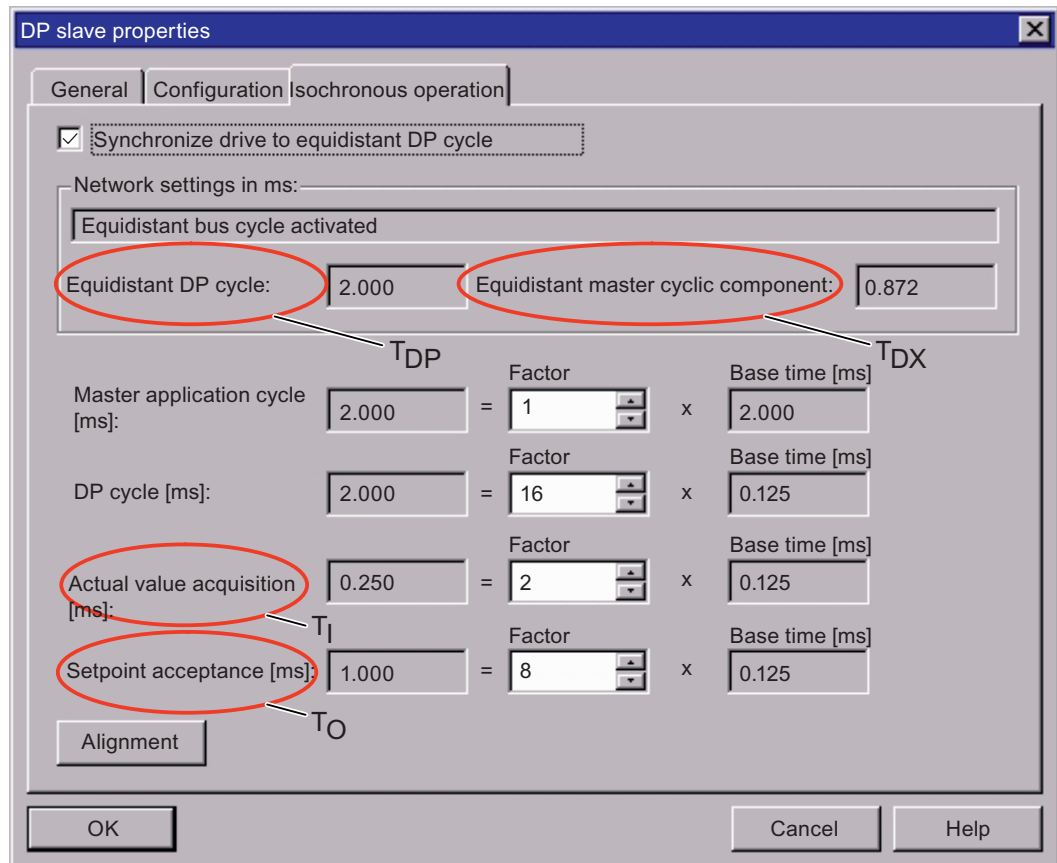 DP slave properties
General Configuration Isochronous operation
Synchronize drive to equidistant DP cycle
Network settings in ms:
Equidistant bus cycle activated
Equidistant DP cycle: 2.000 Equidistant master cyclic component: 0.872
TDP TDX
Factor Base time [ms]
Master application cycle
[ms]: 2.000 = 1 x 2.000
Factor Base time [ms]
DP cycle [ms]: 2.000 = 16 x 0.125
Factor Base time [ms]
Actual value acquisition
[ms]: 0.250 = 2 x 0.125
TI
Factor Base time [ms]
Setpoint acceptance [ms]: 1.000 = 8 x 0.125
TO
Alignment
OK Cancel Help